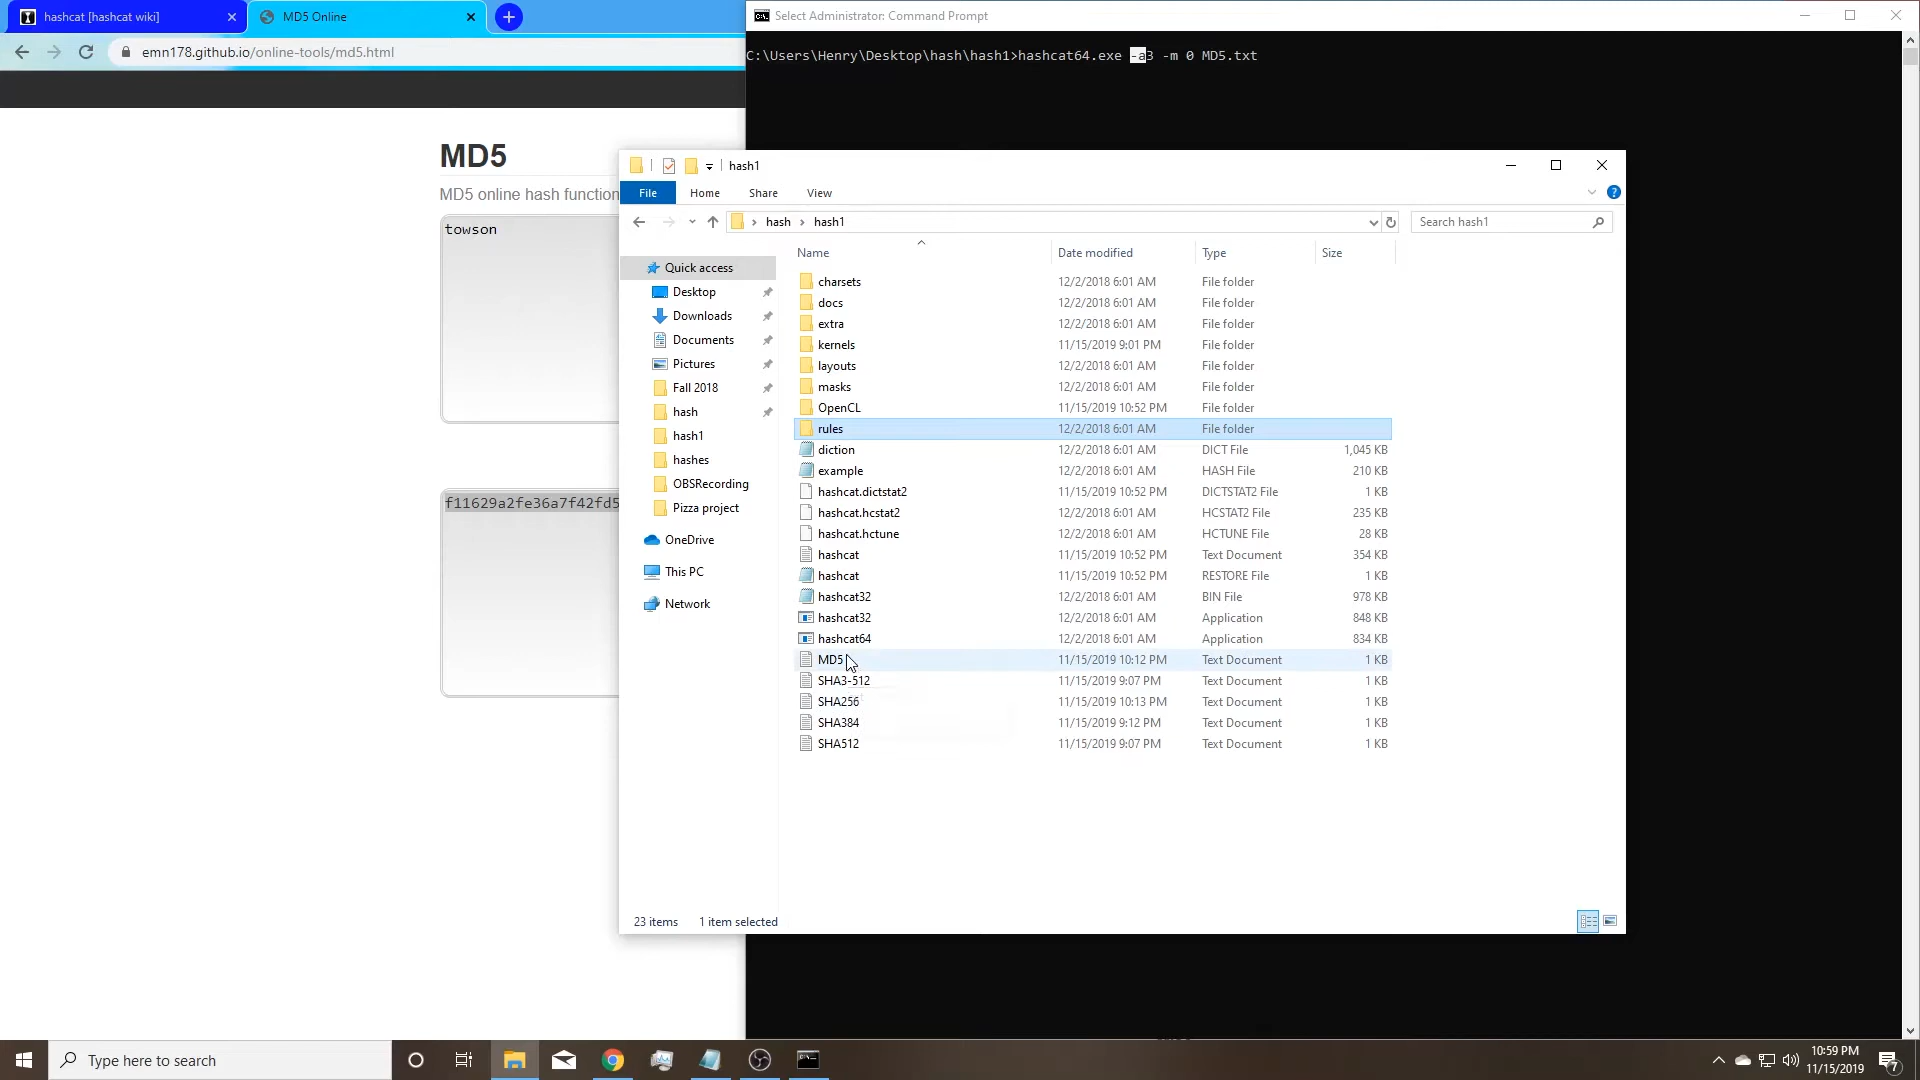 hashcat [hashcat wiki]
MD5 Online
emn178.github.io/online-tools/md5.html
Select Administrator: Command Prompt
C:\Users\Henry\Desktop\hash\hash1>hashcat64.exe -a3 -m 0 MD5.txt
MD5
MD5 online hash function
towson
f11629a2fe36a7f42fd5
hash1
File Home Share View
hash hash1
Search hash1
Quick access
Desktop
Downloads
Documents
Pictures
Fall 2018
hash
hash1
hashes
OBSRecording
Pizza project
OneDrive
This PC
Network
Name Date modified Type Size
charsets 12/2/2018 6:01 AM File folder
docs 12/2/2018 6:01 AM File folder
extra 12/2/2018 6:01 AM File folder
kernels 11/15/2019 9:01 PM File folder
layouts 12/2/2018 6:01 AM File folder
masks 12/2/2018 6:01 AM File folder
OpenCL 11/15/2019 10:52 PM File folder
rules 12/2/2018 6:01 AM File folder
diction 12/2/2018 6:01 AM DICT File 1,045 KB
example 12/2/2018 6:01 AM HASH File 210 KB
hashcat.dictstat2 11/15/2019 10:52 PM DICTSTAT2 File 1 KB
hashcat.hcstat2 12/2/2018 6:01 AM HCSTAT2 File 235 KB
hashcat.hctune 12/2/2018 6:01 AM HCTUNE File 28 KB
hashcat 11/15/2019 10:52 PM Text Document 354 KB
hashcat 11/15/2019 10:52 PM RESTORE File 1 KB
hashcat32 12/2/2018 6:01 AM BIN File 978 KB
hashcat32 12/2/2018 6:01 AM Application 848 KB
hashcat64 12/2/2018 6:01 AM Application 834 KB
MD5 11/15/2019 10:12 PM Text Document 1 KB
SHA3-512 11/15/2019 9:07 PM Text Document 1 KB
SHA256 11/15/2019 10:13 PM Text Document 1 KB
SHA384 11/15/2019 9:12 PM Text Document 1 KB
SHA512 11/15/2019 9:07 PM Text Document 1 KB
23 items 1 item selected
Type here to search
10:59 PM
11/15/2019
7